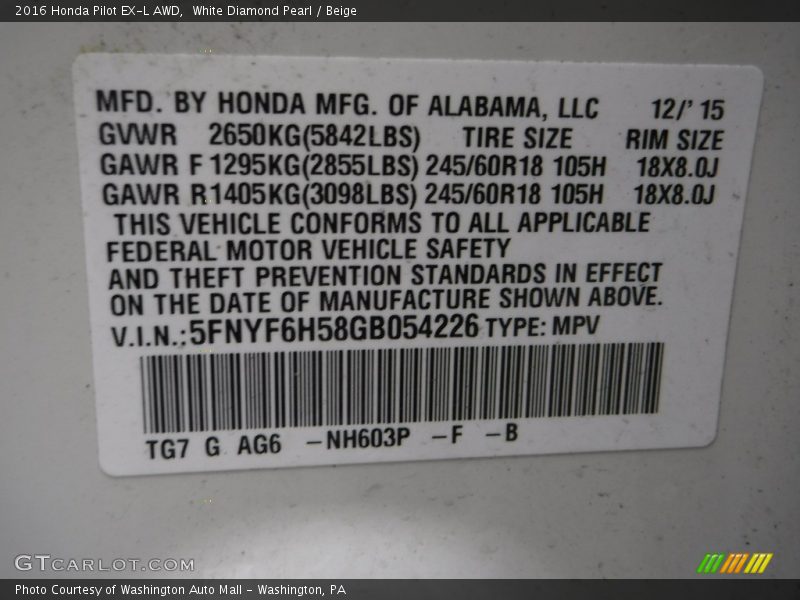 2016 Honda Pilot EX-L AWD,  White Diamond Pearl / Beige
MFD. BY HONDA MFG. OF ALABAMA, LLC 12/' 15
GVWR 2650KG(5842LBS) TIRE SIZE RIM SIZE
GAWR F 1295KG(2855LBS) 245/60R18 105H 18X8.0J
GAWR R1405KG(3098LBS) 245/60R18 105H 18X8.0J
THIS VEHICLE CONFORMS TO ALL APPLICABLE
FEDERAL MOTOR VEHICLE SAFETY
AND THEFT PREVENTION STANDARDS IN EFFECT
ON THE DATE OF MANUFACTURE SHOWN ABOVE.
V.I.N.:5FNYF6H58GB054226 TYPE: MPV
TG7 G AG6 -NH603P -F -B
GTCARLOT.COM
Photo Courtesy of Washington Auto Mall - Washington, PA